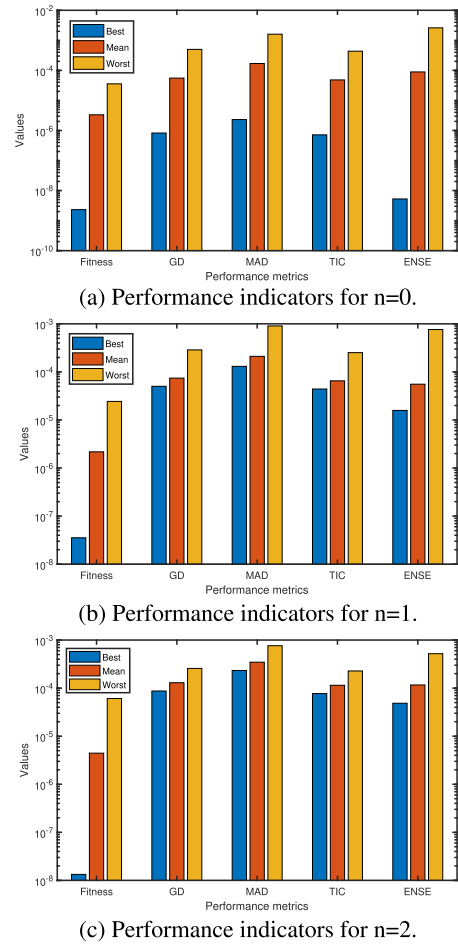 10^-2
10^-4
10^-6
10^-8
10^-10
Values
Best
Mean
Worst
Fitness GD MAD TIC ENSE
Performance metrics
(a) Performance indicators for n=0.
10^-3
10^-4
10^-5
10^-6
10^-7
10^-8
Values
Best
Mean
Worst
Fitness GD MAD TIC ENSE
Performance metrics
(b) Performance indicators for n=1.
10^-3
10^-4
10^-5
10^-6
10^-7
10^-8
Values
Best
Mean
Worst
Fitness GD MAD TIC ENSE
Performance metrics
(c) Performance indicators for n=2.